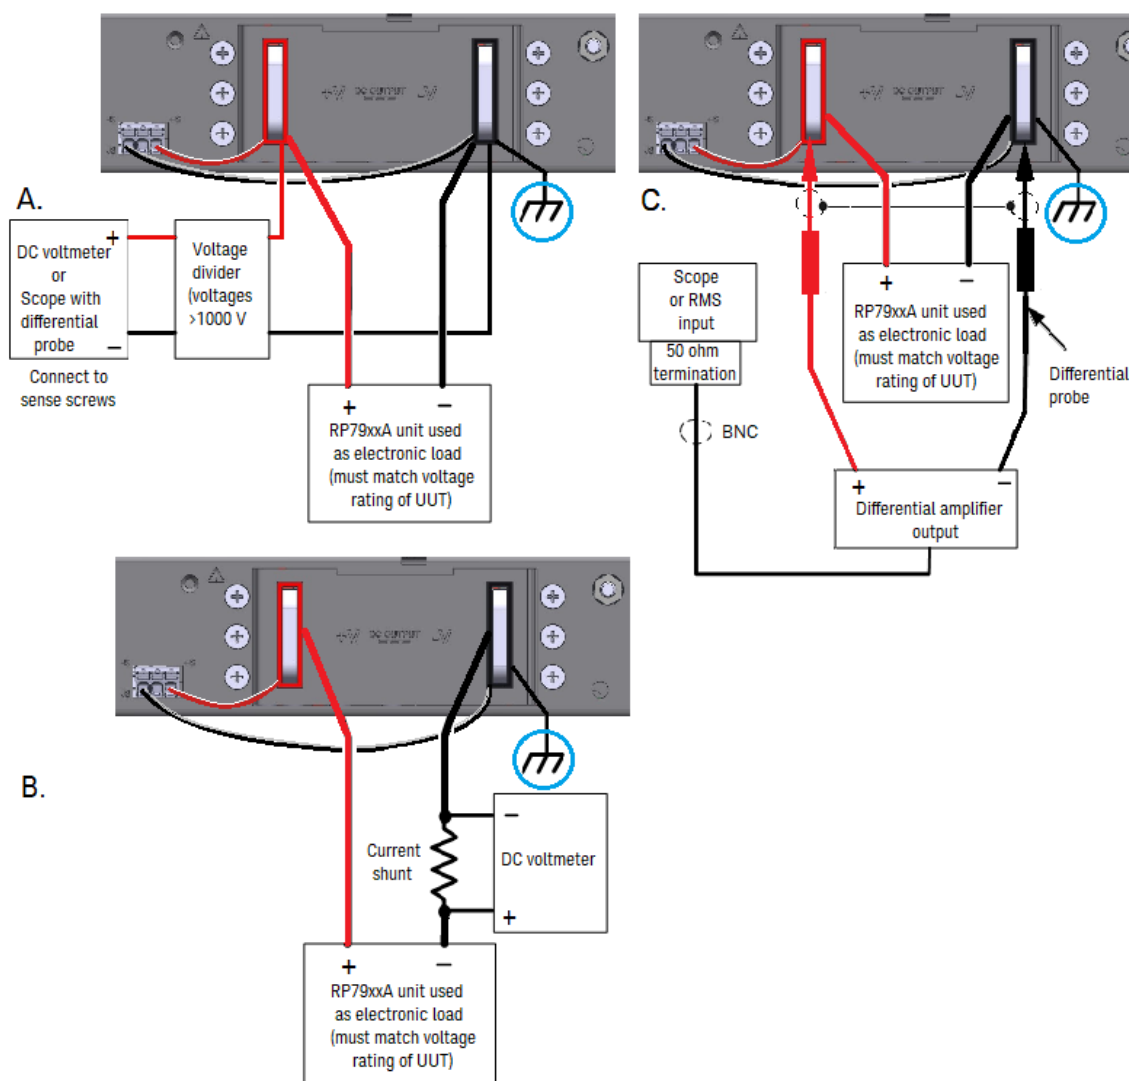 A.
DC voltmeter
or
Scope with
differential
probe
+
−
Connect to
sense screws
Voltage
divider
(voltages
>1000 V
+ −
RP79xxA unit used
as electronic load
(must match voltage
rating of UUT)
C.
Scope
or RMS
input
50 ohm
termination
BNC
+ −
RP79xxA unit used
as electronic load
(must match voltage
rating of UUT)
Differential
probe
+ −
Differential amplifier
output
B.
DC OUTPUT
Current
shunt
−
DC voltmeter
+
+ −
RP79xxA unit used
as electronic load
(must match voltage
rating of UUT)